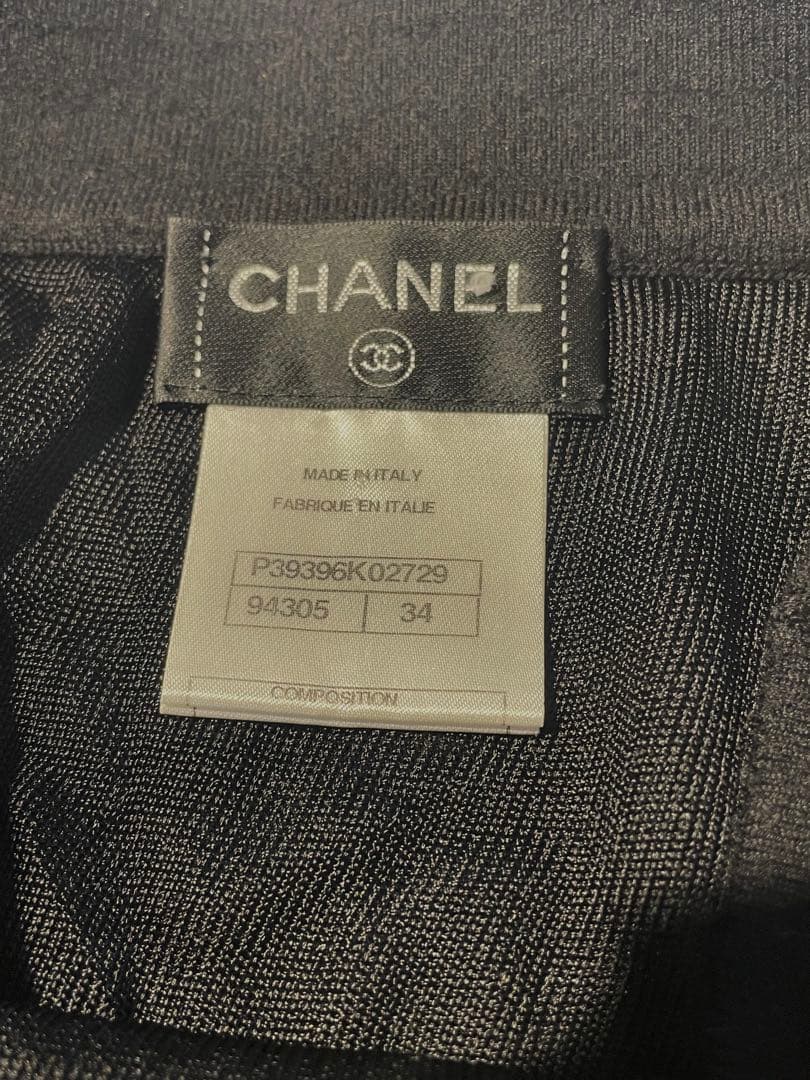 CHANEL
MADE IN ITALY
FABRIQUE EN ITALIE
P39396K02729
94305 34
COMPOSITION